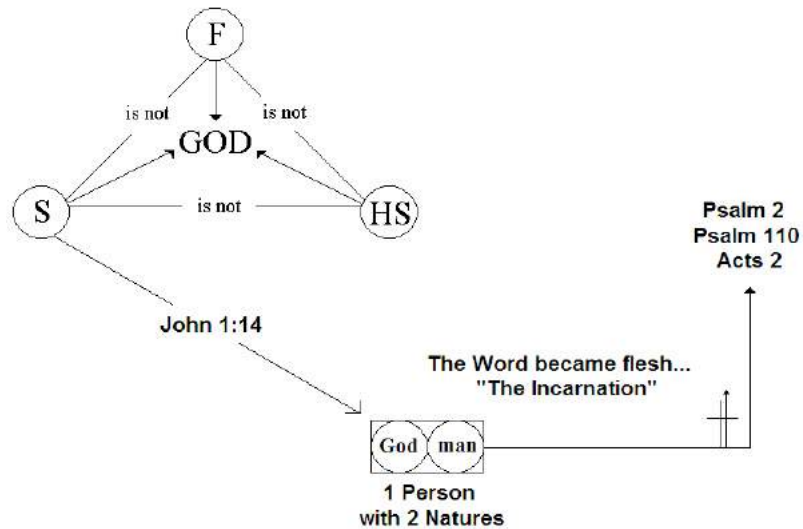 F
is not
is not
GOD
S
is not
HS
Psalm 2
Psalm 110
Acts 2
John 1:14
The Word became flesh...
"The Incarnation"
God
man
1 Person
with 2 Natures